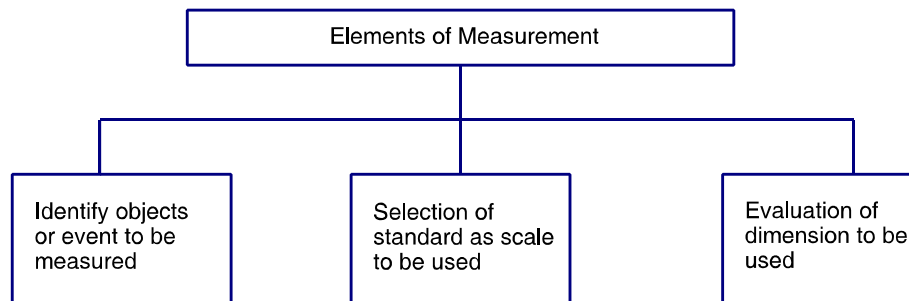 Elements of Measurement
Identify objects
or event to be
measured
Selection of
standard as scale
to be used
Evaluation of
dimension to be
used